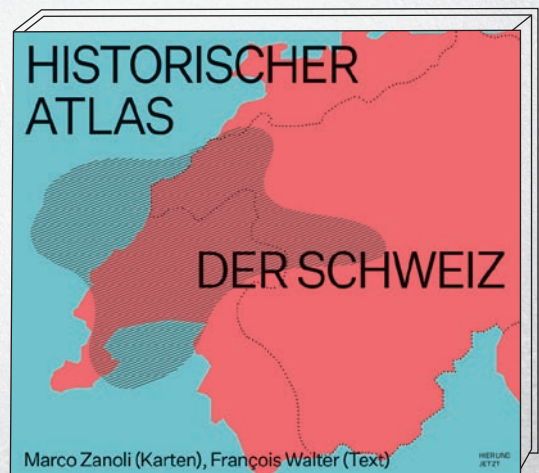 HISTORISCHER
ATLAS
DER SCHWEIZ
Marco Zanoli (Karten), François Walter (Text)
HIER UND
JETZT